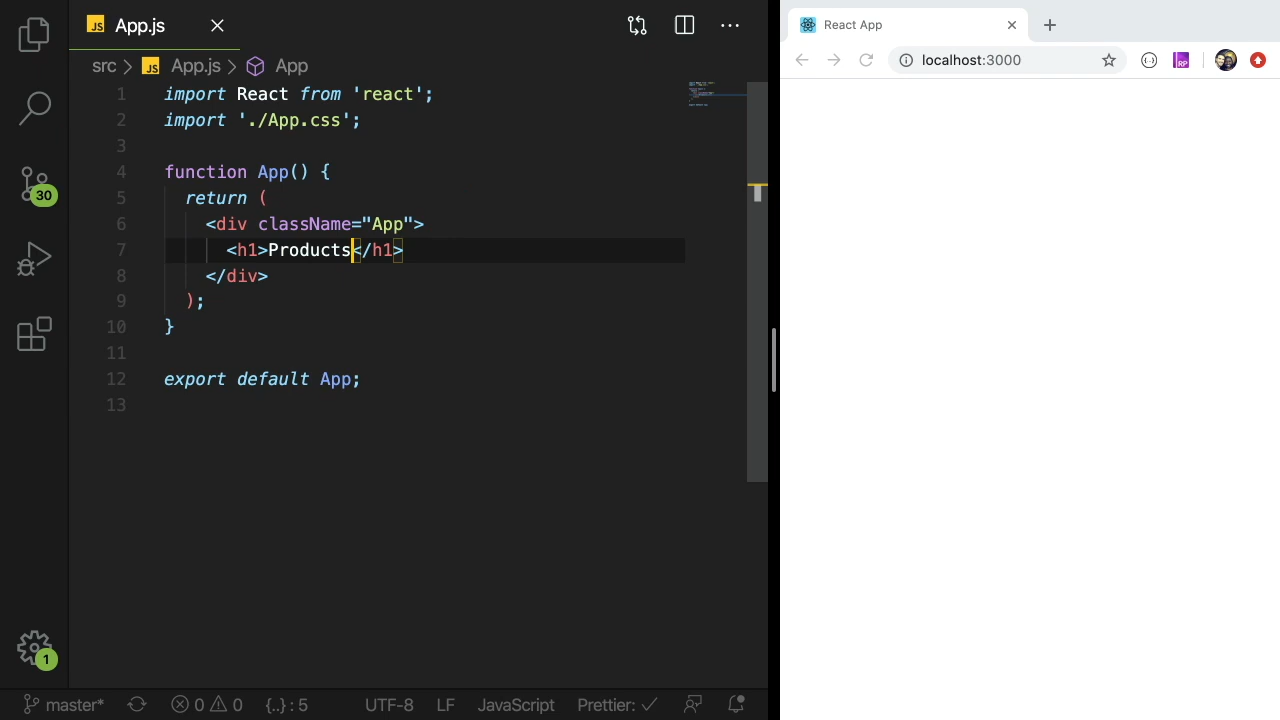 JS App.js
src JS App.js App
1 import React from 'react';
2 import './App.css';
3
4 function App() {
5 return (
6 <div className="App">
7 <h1>Products</h1>
8 </div>
9 );
10 }
11
12 export default App;
13
30
1
master* 0 0 {..} : 5 UTF-8 LF JavaScript Prettier: ✓
React App
localhost:3000
RP